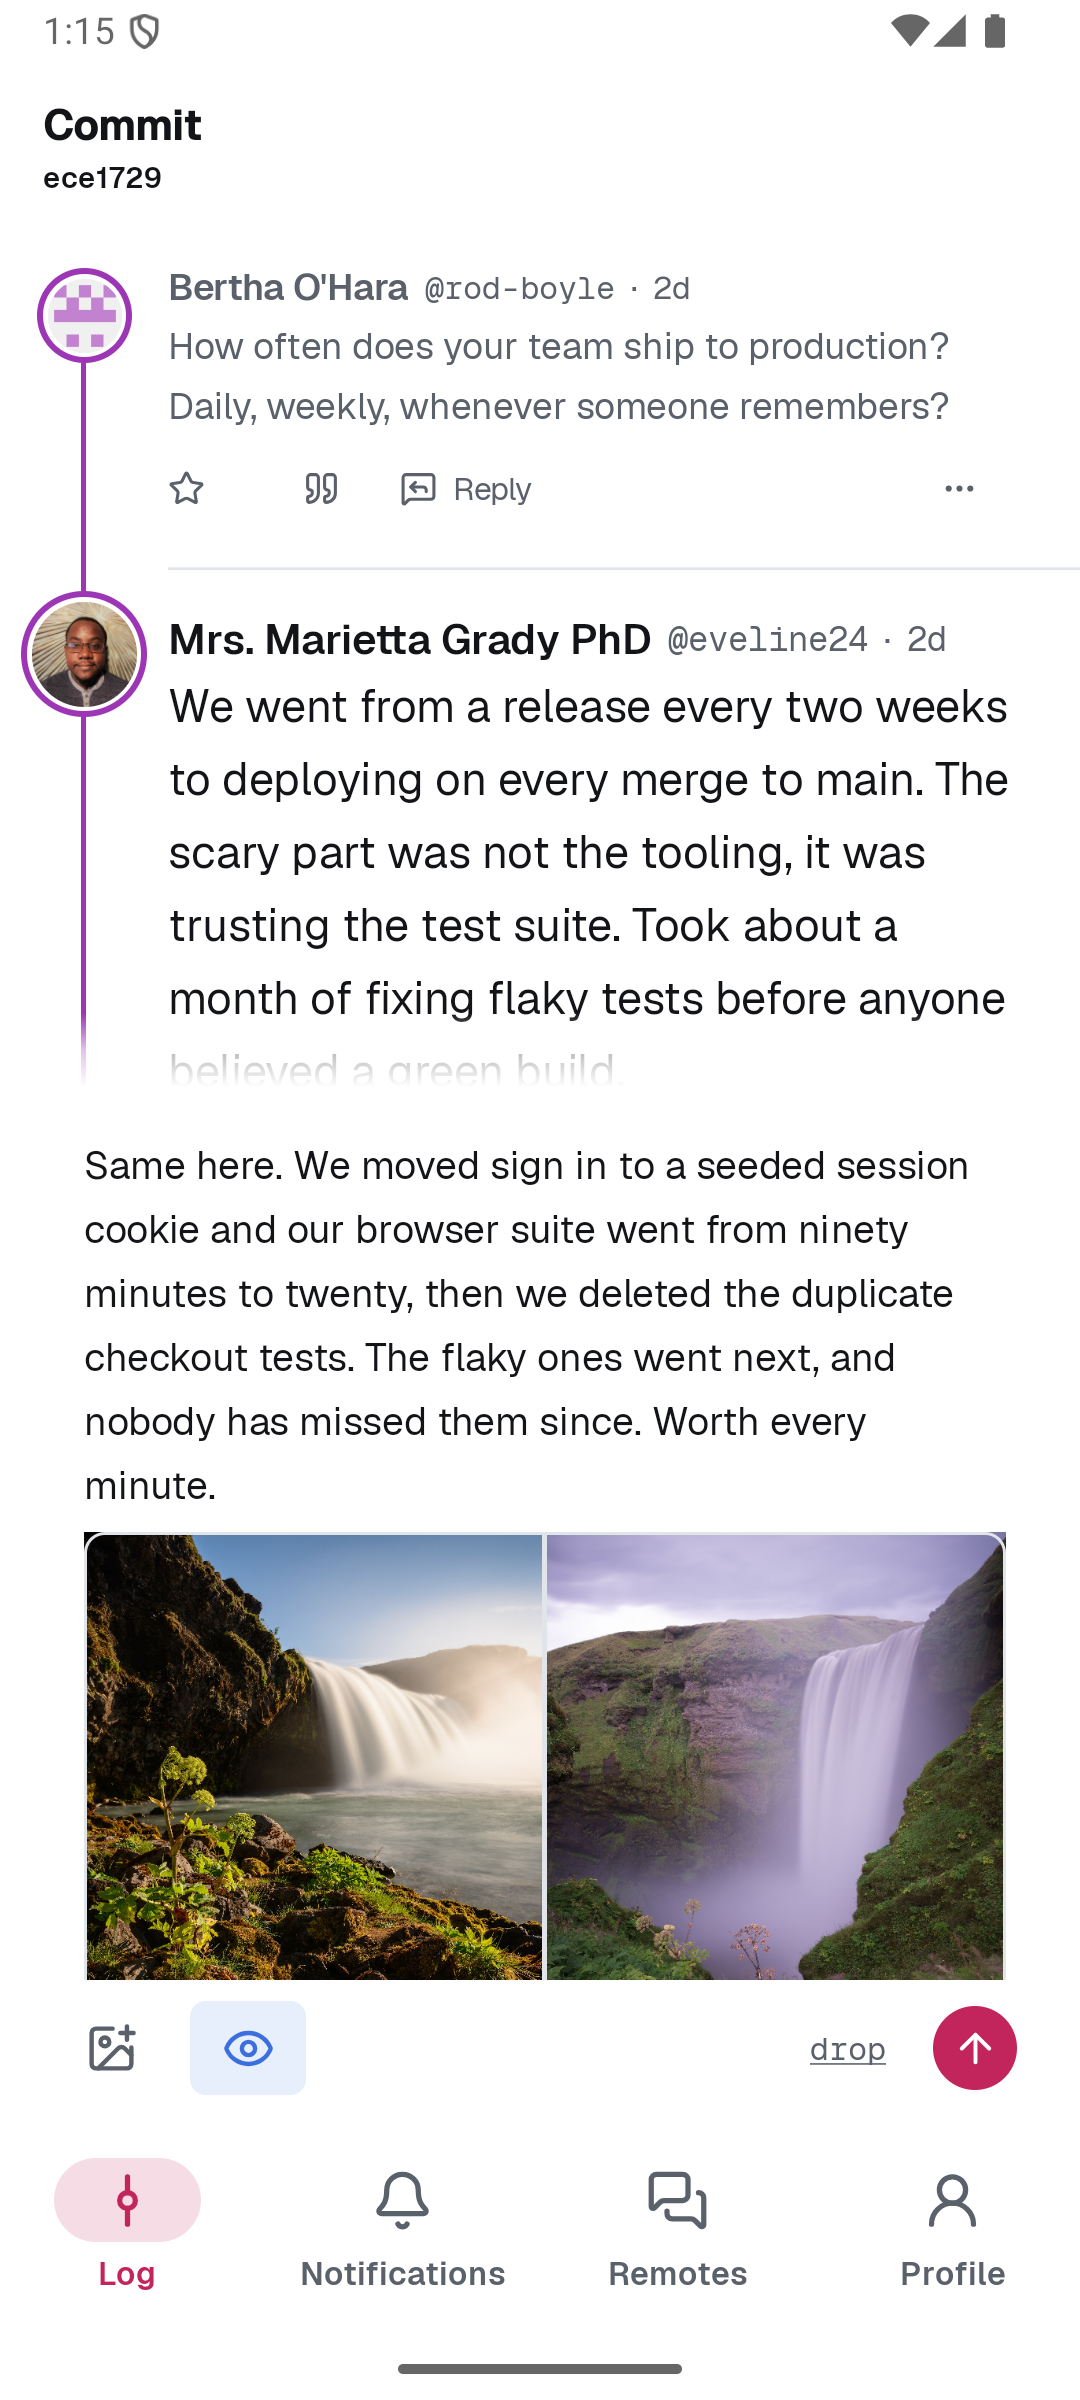 1:15
Commit
ece1729
Bertha O'Hara @rod-boyle · 2d
How often does your team ship to production?
Daily, weekly, whenever someone remembers?
Reply
Mrs. Marietta Grady PhD @eveline24 · 2d
We went from a release every two weeks
to deploying on every merge to main. The
scary part was not the tooling, it was
trusting the test suite. Took about a
month of fixing flaky tests before anyone
believed a green build.
Same here. We moved sign in to a seeded session
cookie and our browser suite went from ninety
minutes to twenty, then we deleted the duplicate
checkout tests. The flaky ones went next, and
nobody has missed them since. Worth every
minute.
drop
Log
Notifications
Remotes
Profile